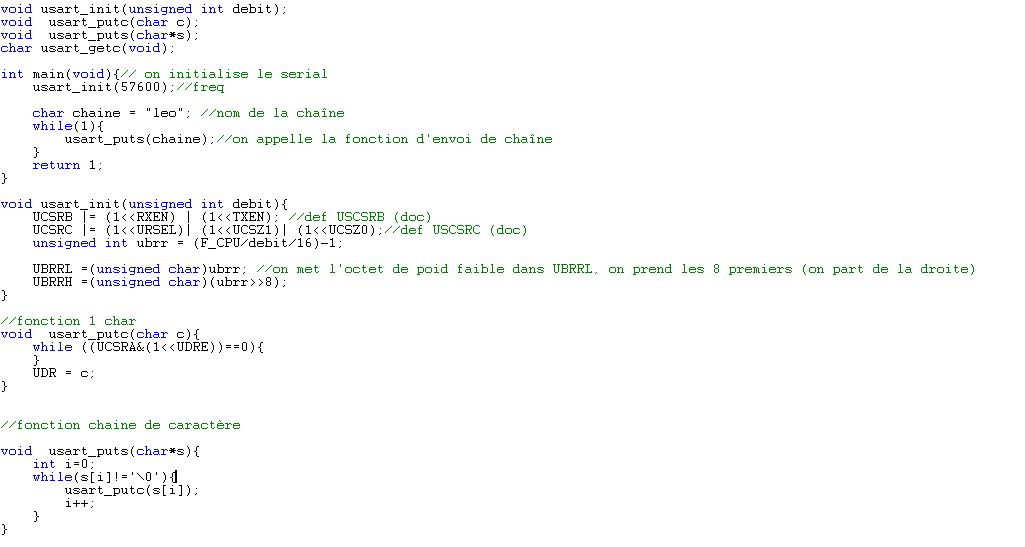 void usart_init(unsigned int debit);
void  usart_putc(char c);
void  usart_puts(char*s);
char usart_getc(void);

int main(void){// on initialise le serial
    usart_init(57600);//freq

    char chaine = "leo"; //nom de la chaîne
    while(1){
        usart_puts(chaine);//on appelle la fonction d'envoi de chaîne
    }
    return 1;
}

void usart_init(unsigned int debit){
    UCSRB |= (1<<RXEN) | (1<<TXEN); //def USCSRB (doc)
    UCSRC |= (1<<URSEL)| (1<<UCSZ1)| (1<<UCSZ0);//def USCSRC (doc)
    unsigned int ubrr = (F_CPU/debit/16)-1;

    UBRRL =(unsigned char)ubrr; //on met l'octet de poid faible dans UBRRL, on prend les 8 premiers (on part de la droite)
    UBRRH =(unsigned char)(ubrr>>8);
}

//fonction 1 char
void  usart_putc(char c){
    while ((UCSRA&(1<<UDRE))==0){
    }
    UDR = c;
}

//fonction chaine de caractère

void  usart_puts(char*s){
    int i=0;
    while(s[i]!='\0'){
        usart_putc(s[i]);
        i++;
    }
}